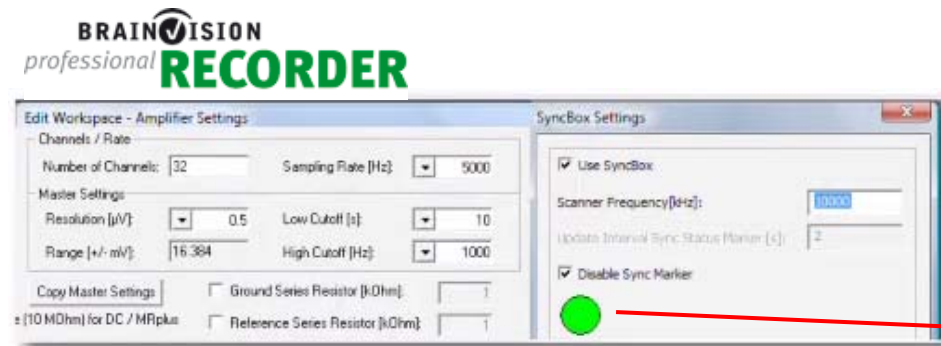 BRAINVISION
professional RECORDER
Edit Workspace - Amplifier Settings
Channels / Rate
Number of Channels: 32 Sampling Rate [Hz]: 5000
Master Settings
Resolution [µV]: 0.5 Low Cutoff [s]: 10
Range [+/- mV]: 16.384 High Cutoff [Hz]: 1000
Copy Master Settings Ground Series Resistor [kOhm]: 1
(10 MOhm) for DC / MRplus Reference Series Resistor [kOhm]: 1
SyncBox Settings
Use SyncBox
Scanner Frequency[kHz]: 10000
Update Interval Sync Status Marker [s]: 2
Disable Sync Marker